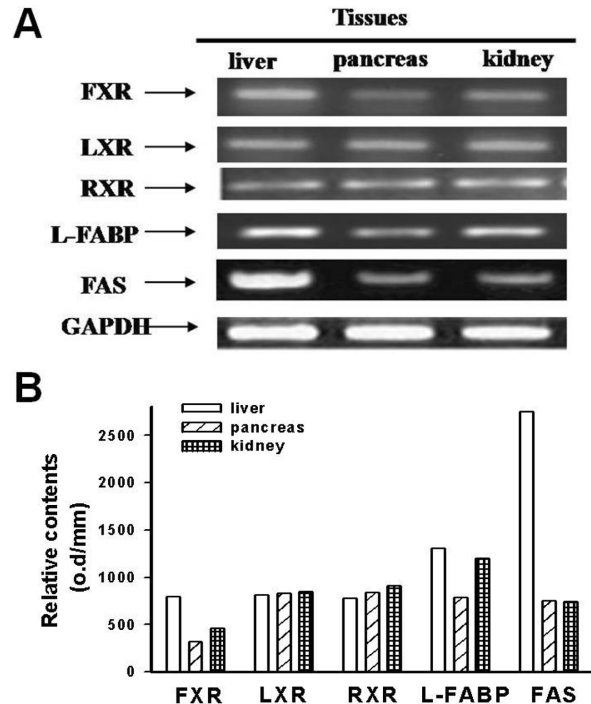 A
Tissues
liver pancreas kidney
FXR
LXR
RXR
L-FABP
FAS
GAPDH
B
liver
pancreas
kidney
Relative contents
(o.d/mm)
2500
2000
1500
1000
500
0
FXR LXR RXR L-FABP FAS